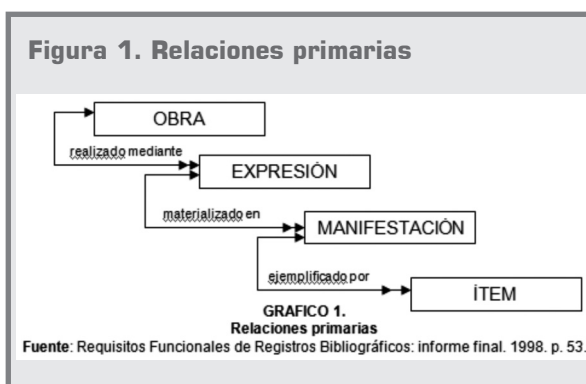 Figura 1. Relaciones primarias
OBRA
realizado mediante
EXPRESIÓN
materializado en
MANIFESTACIÓN
ejemplificado por
ÍTEM
GRAFICO 1.
Relaciones primarias
Fuente: Requisitos Funcionales de Registros Bibliográficos: informe final. 1998. p. 53.